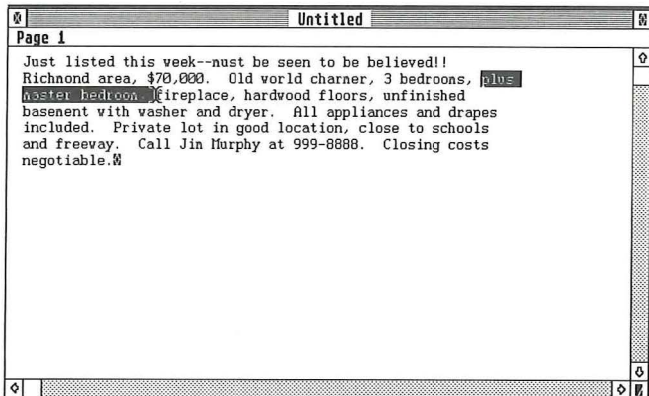 Untitled
Page 1
Just listed this week--must be seen to be believed!!
Richmond area, $70,000. Old world charmer, 3 bedrooms, plus
master bedroom, fireplace, hardwood floors, unfinished
basement with washer and dryer. All appliances and drapes
included. Private lot in good location, close to schools
and freeway. Call Jim Murphy at 999-8888. Closing costs
negotiable.